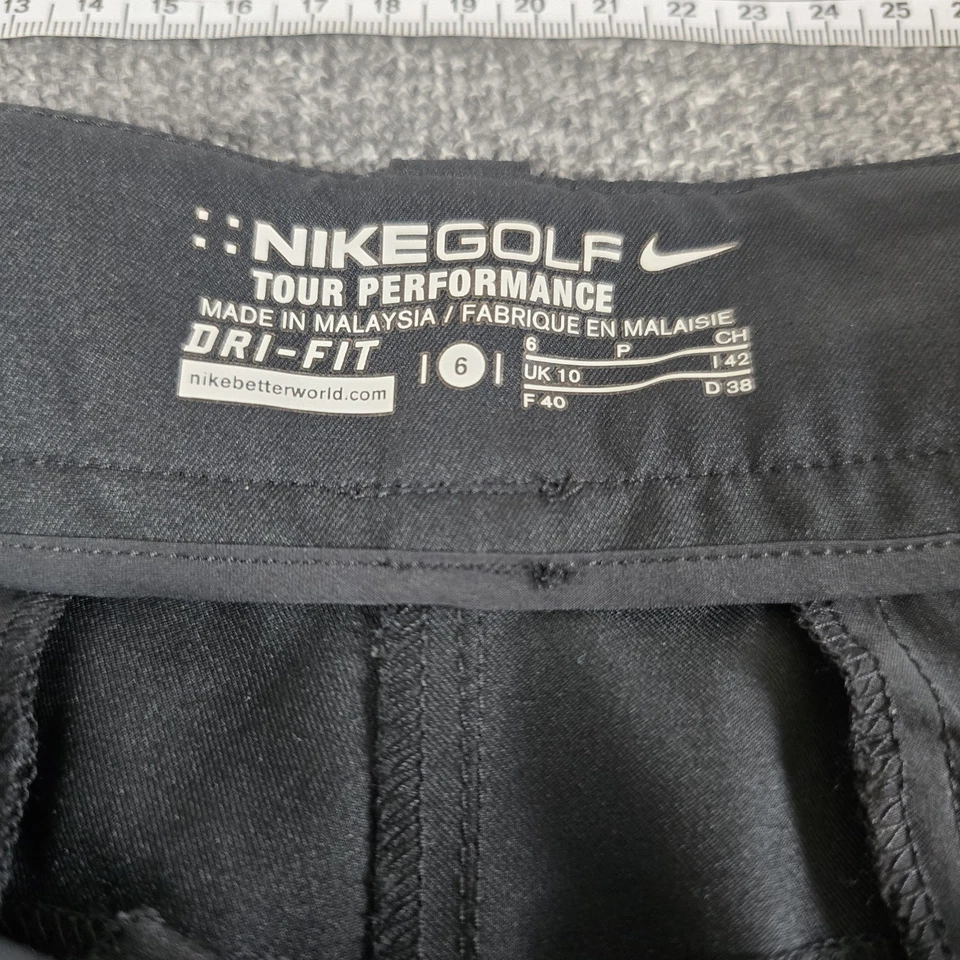 13 14 15 16 17 18 19 20 21 22 23 24 25
NIKEGOLF
TOUR PERFORMANCE
MADE IN MALAYSIA / FABRIQUE EN MALAISIE
DRI-FIT
nikebetterworld.com
6
6 P CH
UK 10 I 42
F 40 D 38